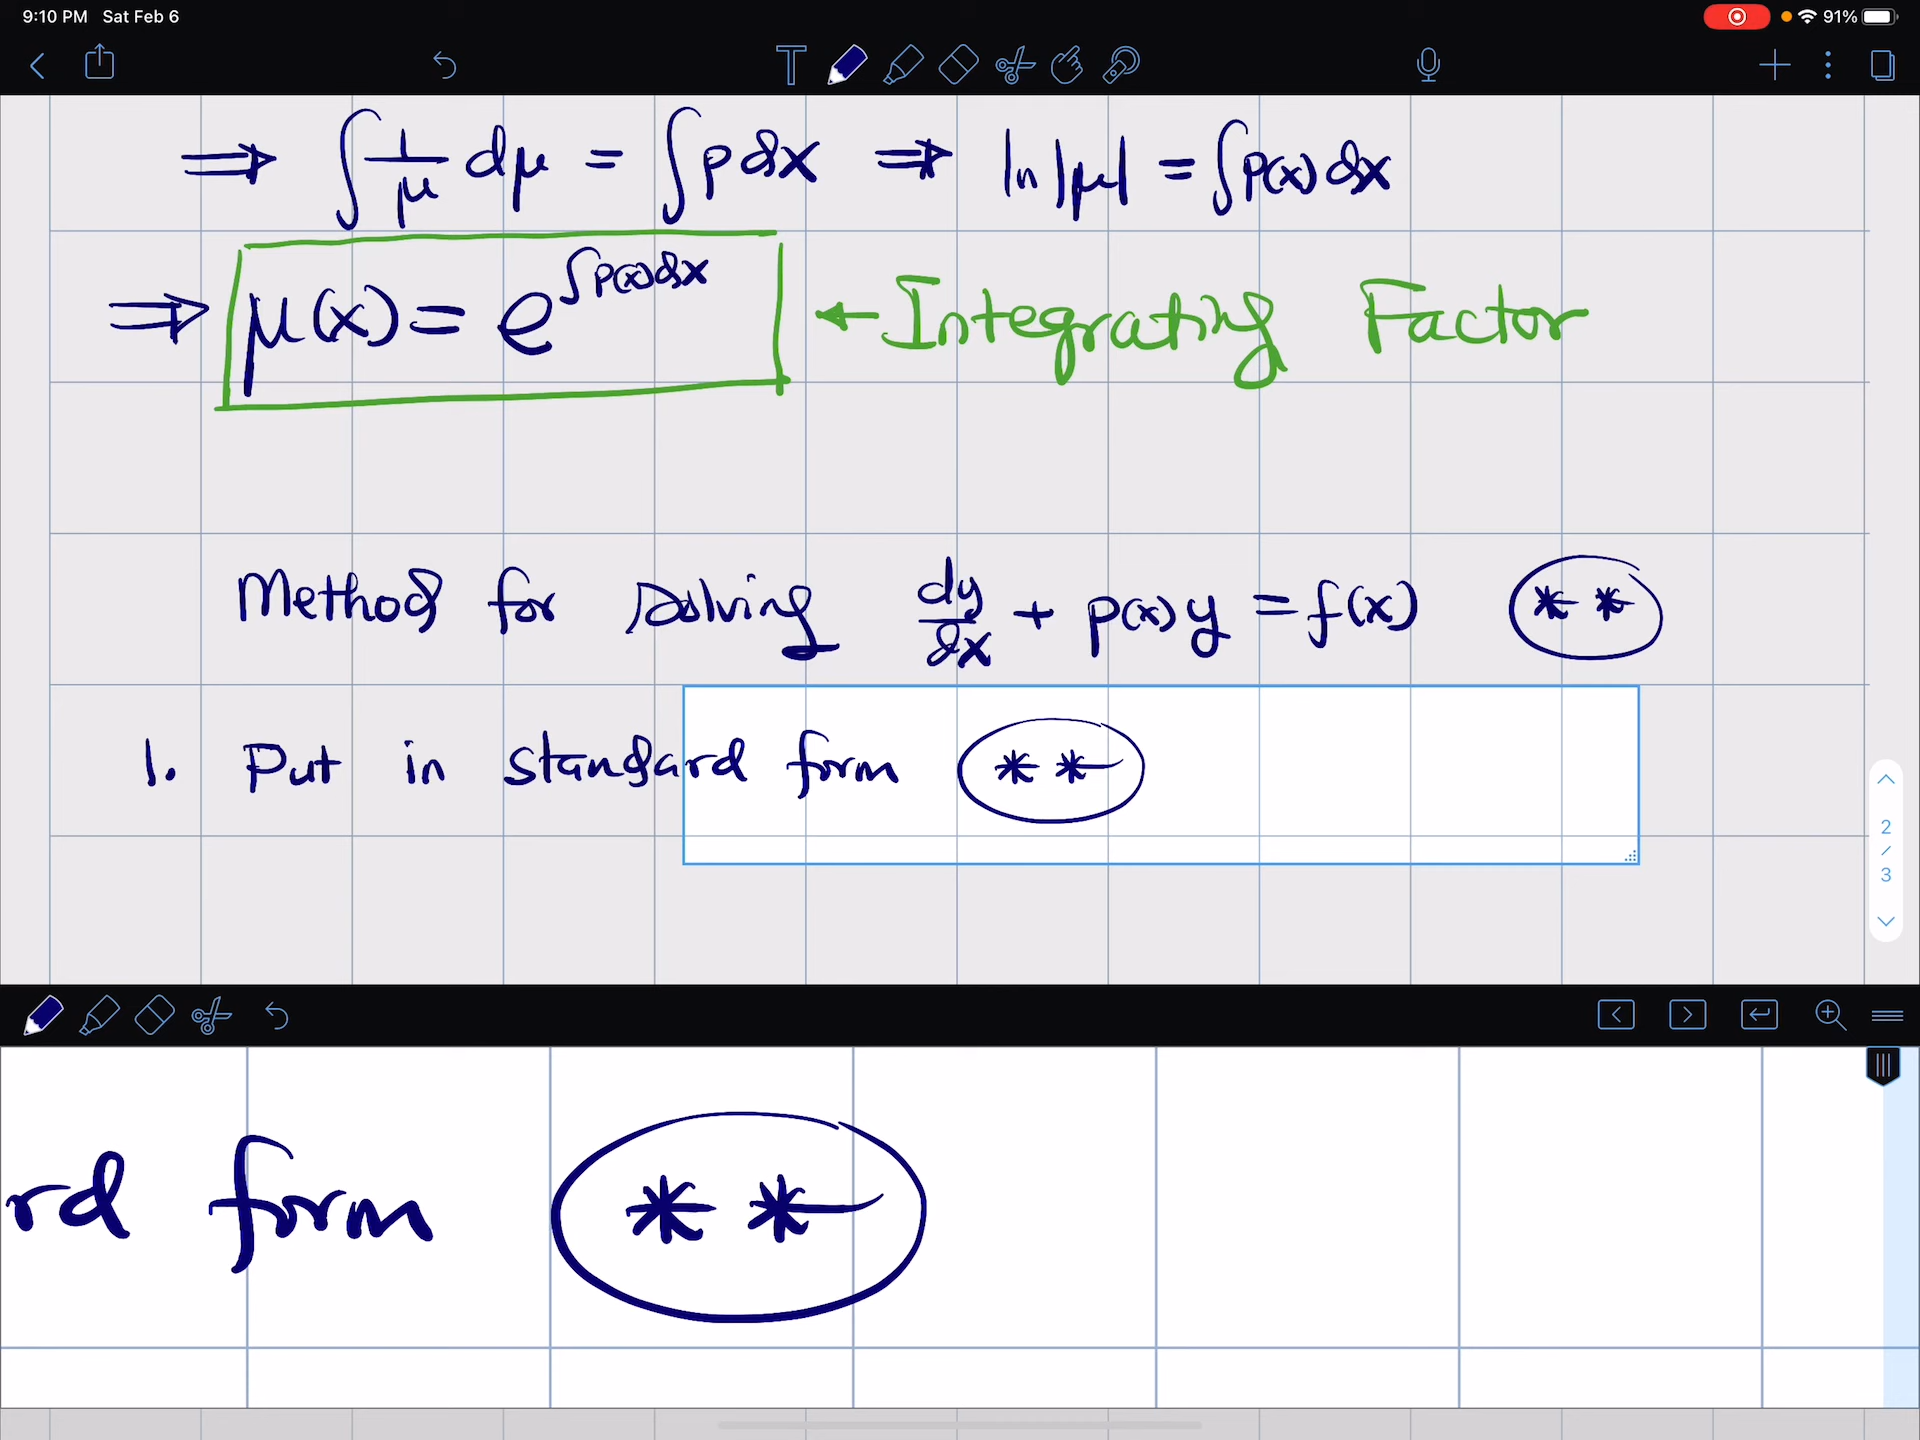 9:10 PM Sat Feb 6 91%
⟹ ∫ 1/μ dμ = ∫ p dx ⟹ ln |μ| = ∫ p(x) dx
⟹ μ(x) = e^∫p(x)dx ← Integrating Factor
Method for solving dy/dx + p(x) y = f(x) **
1. Put in standard form **
2
/
3
rd form **